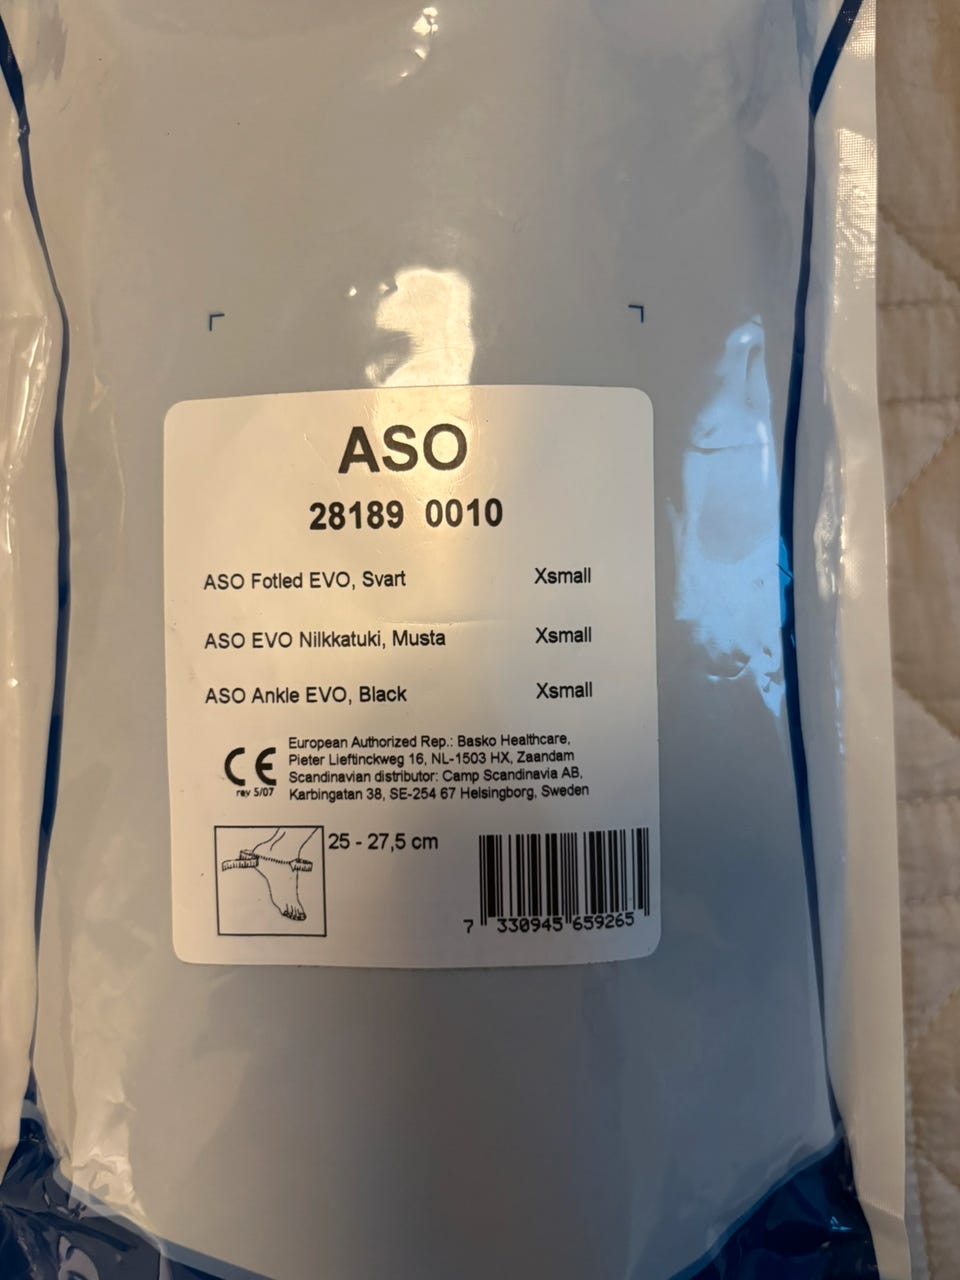 ASO
28189 0010
ASO Fotled EVO, Svart Xsmall
ASO EVO Nilkkatuki, Musta Xsmall
ASO Ankle EVO, Black Xsmall
CE
rev 5/07
European Authorized Rep.: Basko Healthcare,
Pieter Lieftinckweg 16, NL-1503 HX, Zaandam
Scandinavian distributor: Camp Scandinavia AB,
Karbingatan 38, SE-254 67 Helsingborg, Sweden
25 - 27,5 cm
7 330945 659265